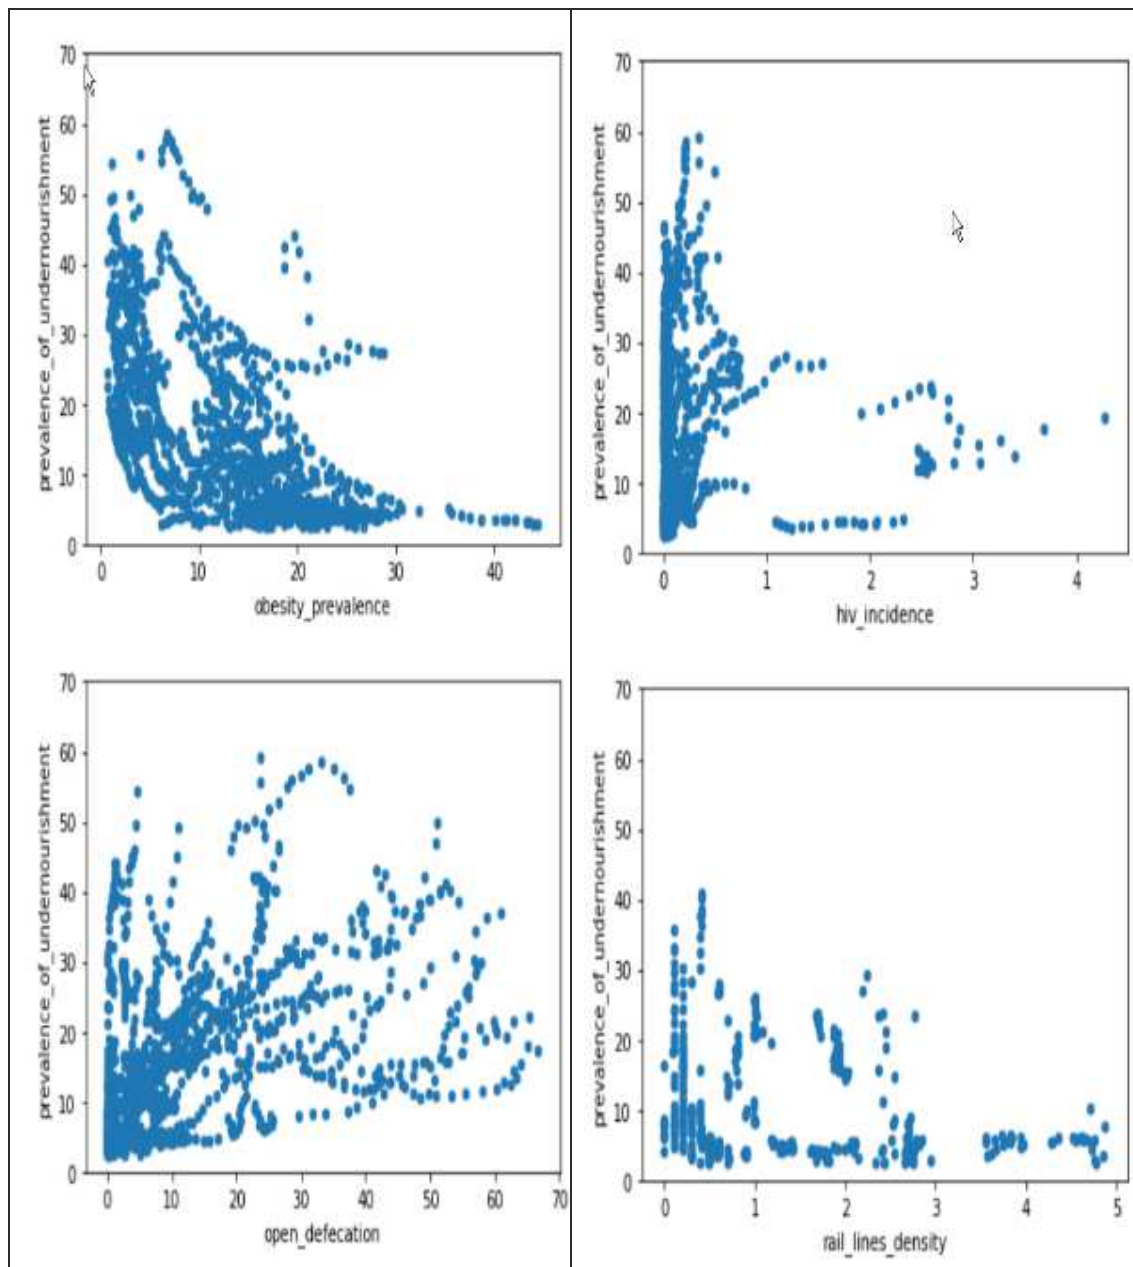 70
60
50
40
30
20
10
0
prevalence_of_undernourishment
0 10 20 30 40
obesity_prevalence
70
60
50
40
30
20
10
0
prevalence_of_undernourishment
0 1 2 3 4
hiv_incidence
70
60
50
40
30
20
10
0
prevalence_of_undernourishment
0 10 20 30 40 50 60 70
open_defecation
70
60
50
40
30
20
10
0
prevalence_of_undernourishment
0 1 2 3 4 5
rail_lines_density